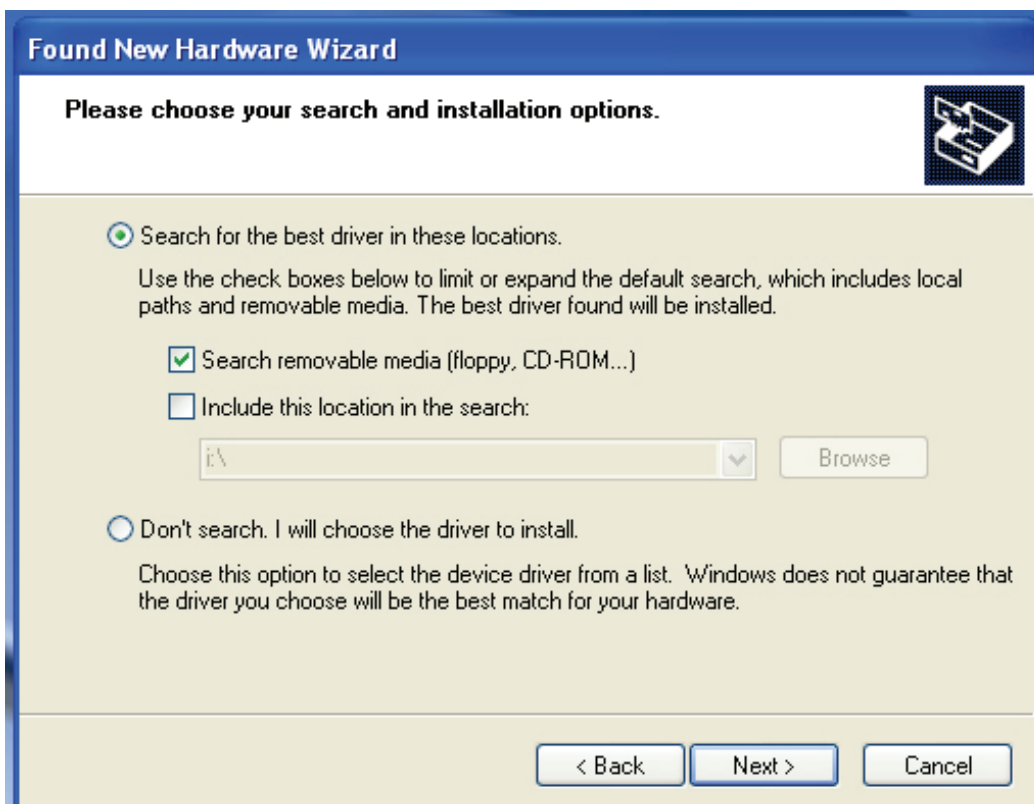 Found New Hardware Wizard
Please choose your search and installation options.
Search for the best driver in these locations.
Use the check boxes below to limit or expand the default search, which includes local
paths and removable media. The best driver found will be installed.
Search removable media (floppy, CD-ROM...)
Include this location in the search:
i:\
Browse
Don't search. I will choose the driver to install.
Choose this option to select the device driver from a list.  Windows does not guarantee that
the driver you choose will be the best match for your hardware.
< Back
Next >
Cancel